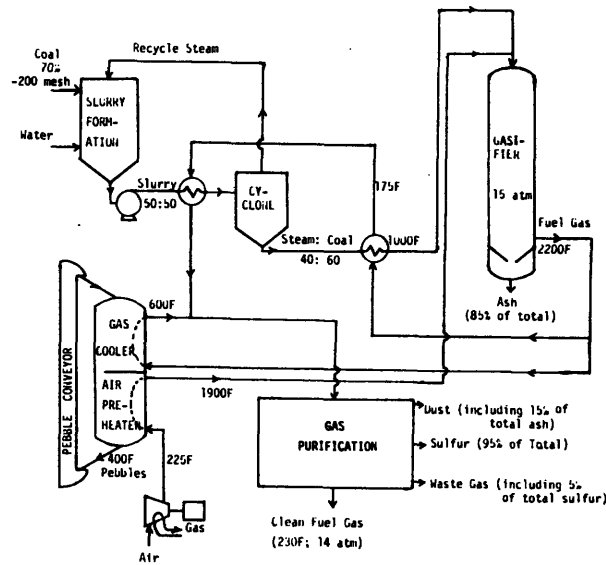 Recycle Steam
Coal
70%
-200 mesh
SLURRY
FORM-
ATION
Water
Slurry
50:50
CY-
CLONE
Steam: Coal
40: 60
175F
1000F
GASI-
FIER
15 atm
Fuel Gas
2200F
Ash
(85% of total)
PEBBLE CONVEYOR
600F
GAS
COOLER
AIR
PRE-
HEATER
1900F
400F
Pebbles
225F
Gas
Air
GAS
PURIFICATION
Dust (including 15% of
total ash)
Sulfur (95% of Total)
Waste Gas (including 5%
of total sulfur)
Clean Fuel Gas
(230F; 14 atm)